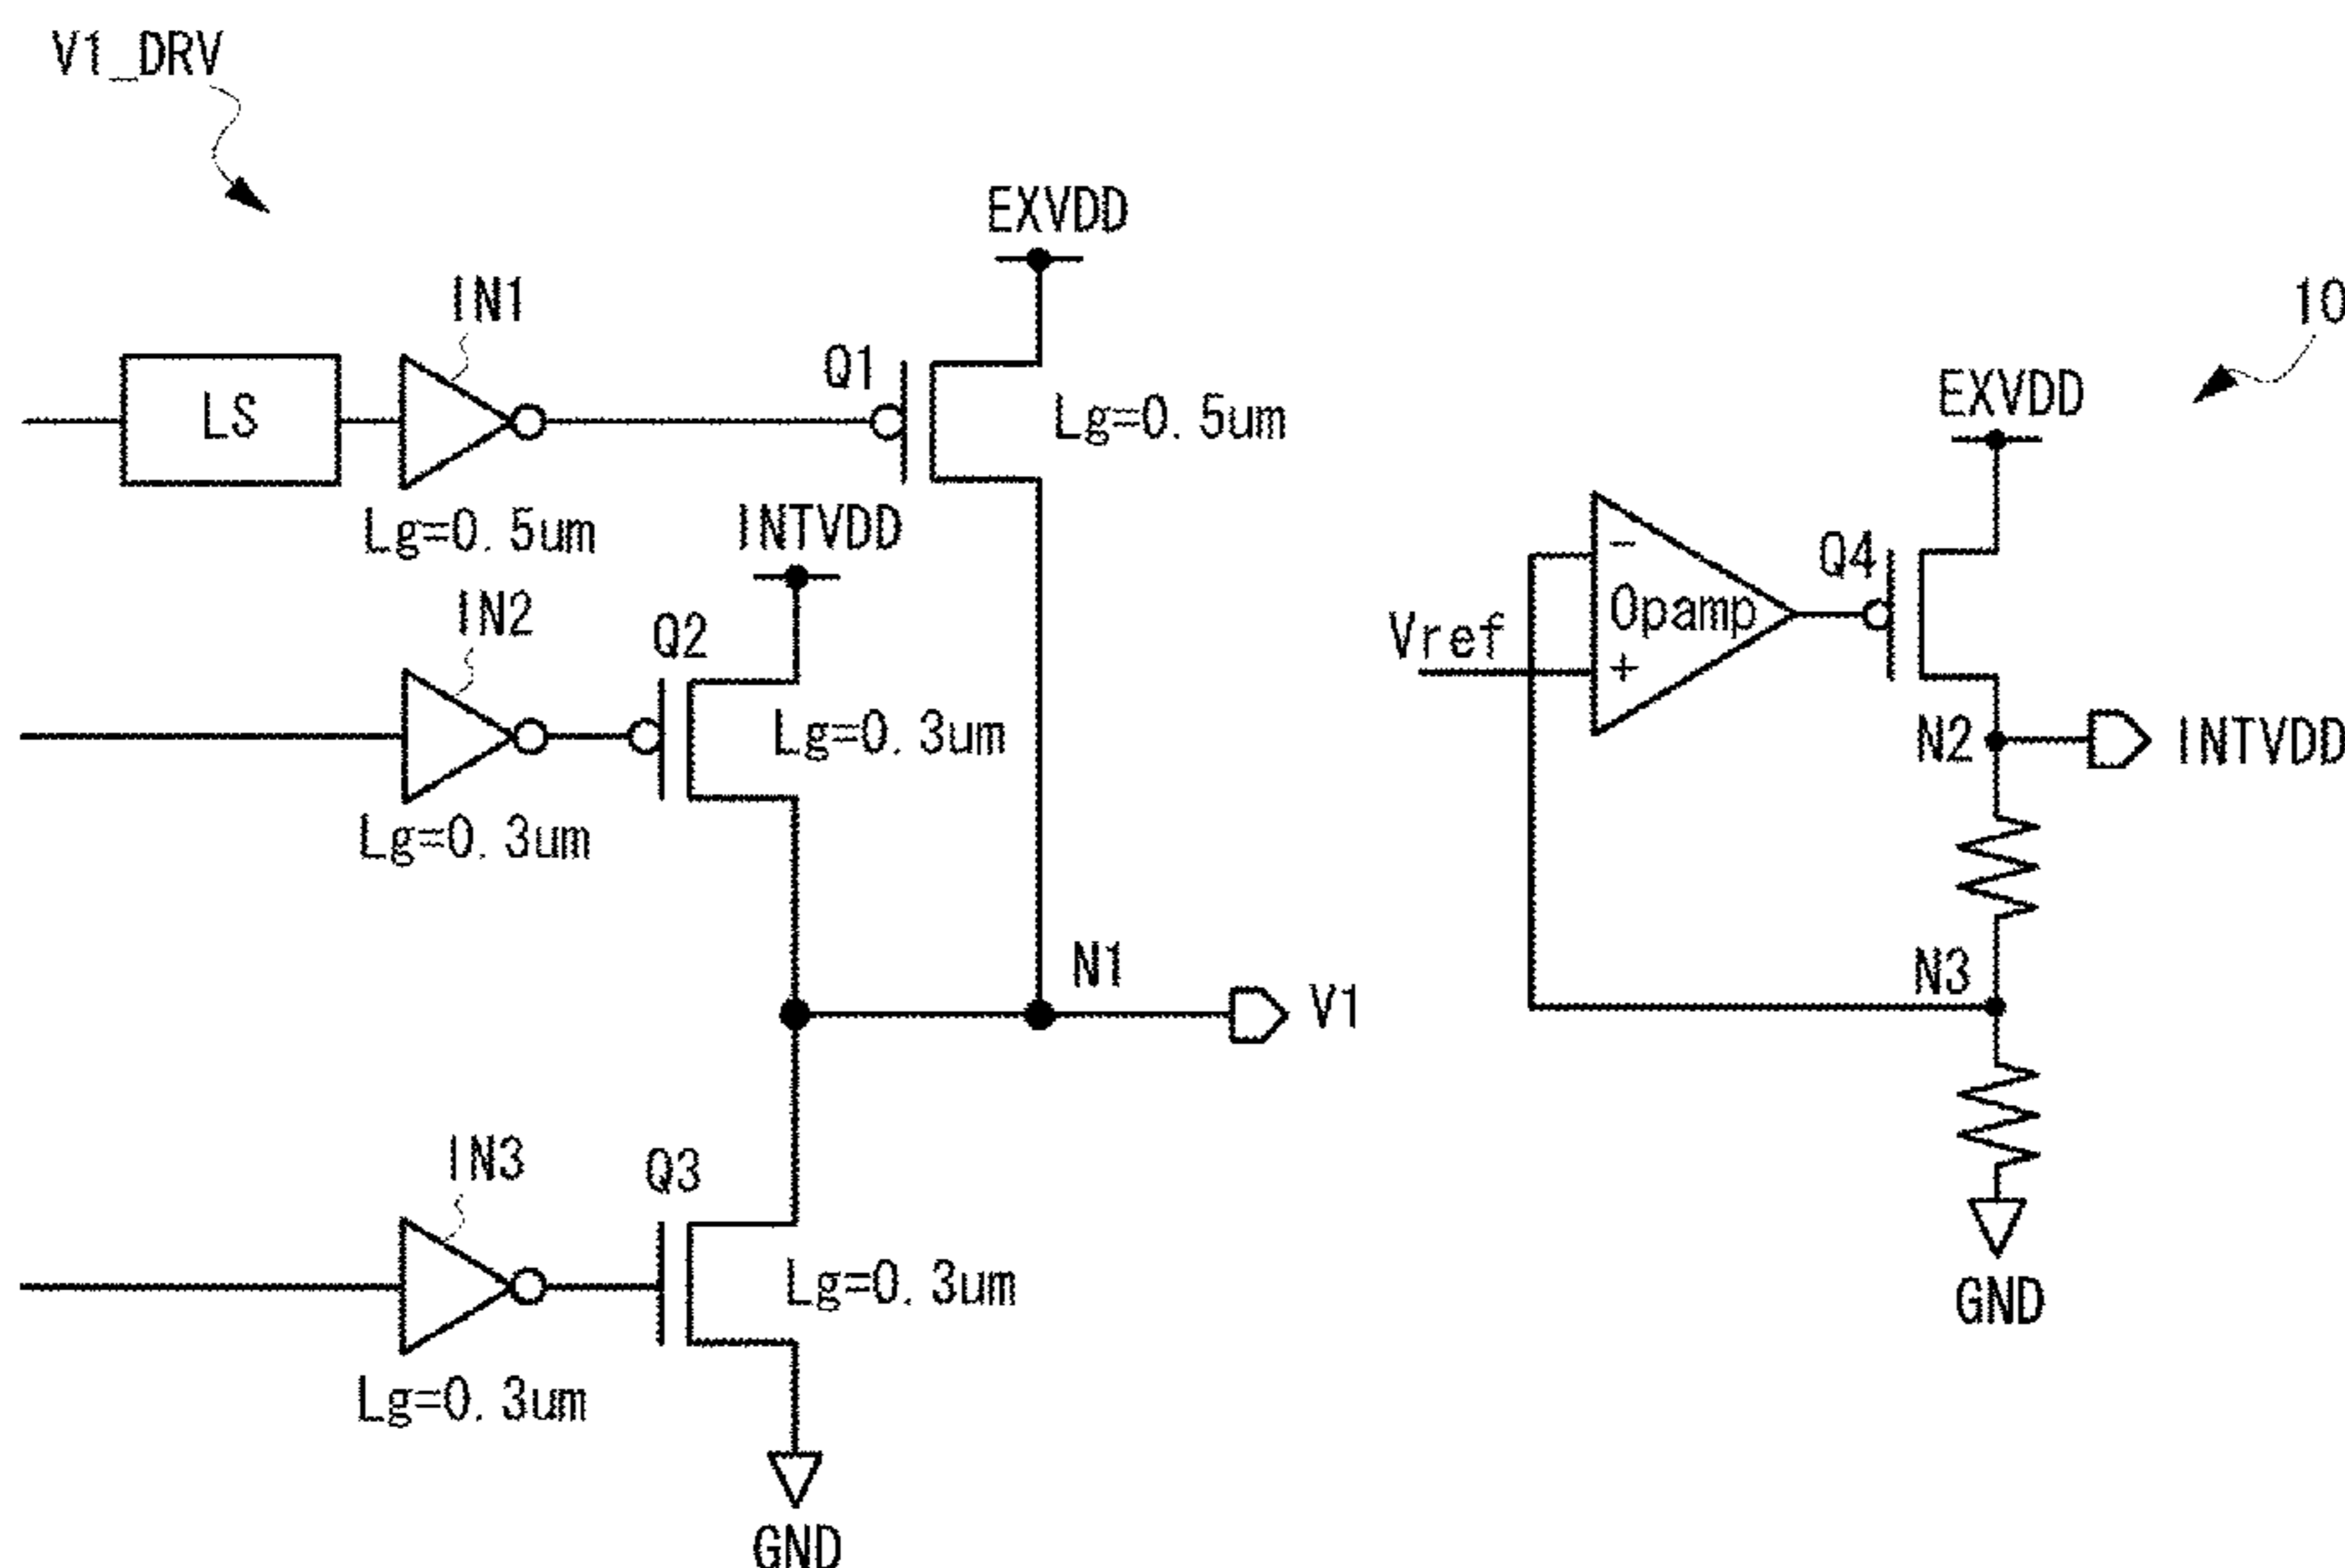 V1_DRV
EXVDD
IN1
Q1
LS
Lg=0.5um
Lg=0.5um
INTVDD
IN2
Q2
Lg=0.3um
Lg=0.3um
N1
V1
IN3
Q3
Lg=0.3um
Lg=0.3um
GND
10
EXVDD
Q4
-
Opamp
Vref
+
N2
INTVDD
N3
GND